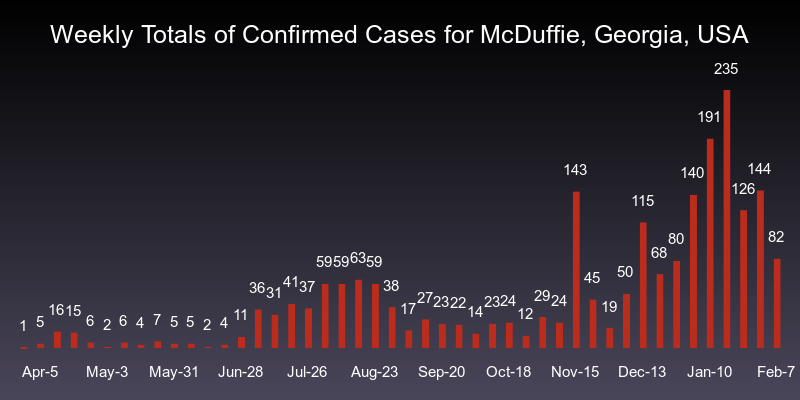 Weekly Totals of Confirmed Cases for McDuffie, Georgia, USA
1 5 16 15 6 2 6 4 7 5 5 2 4 11 36 31 41 37 59 59 63 59 38 17 27 23 22 14 23 24 12 29 24 143 45 19 50 115 68 80 140 191 235 126 144 82
Apr-5 May-3 May-31 Jun-28 Jul-26 Aug-23 Sep-20 Oct-18 Nov-15 Dec-13 Jan-10 Feb-7